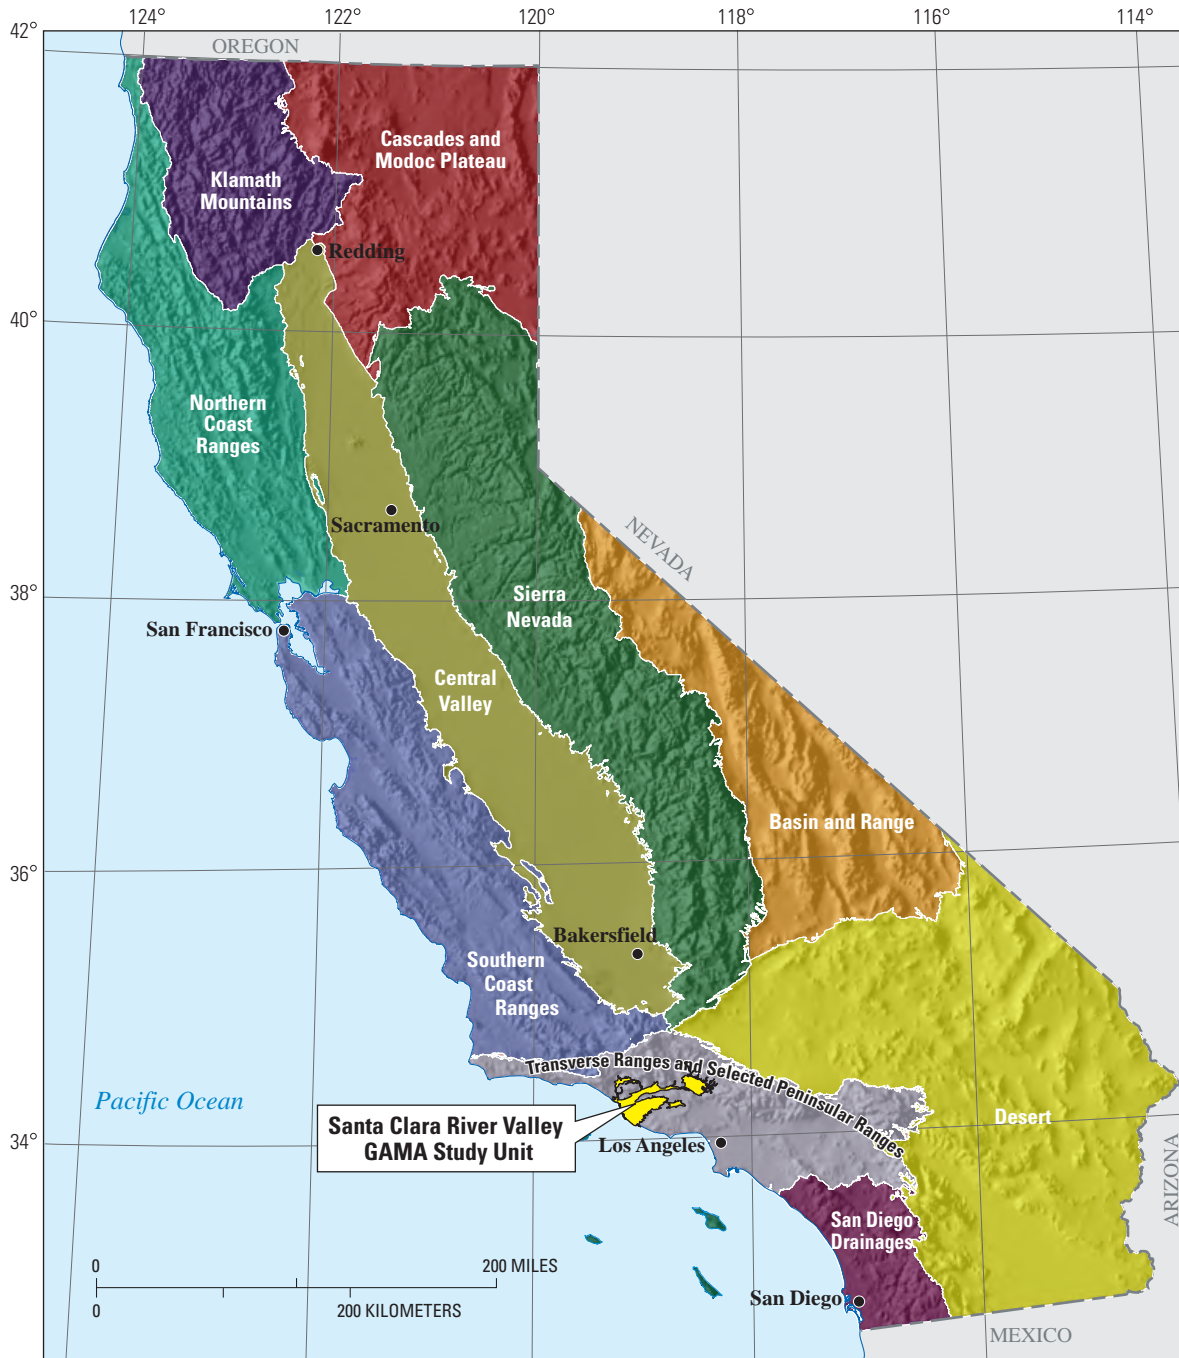 124°
122°
120°
118°
116°
114°
42°
OREGON
Cascades and
Modoc Plateau
Klamath
Mountains
Redding
40°
Northern
Coast
Ranges
Sacramento
NEVADA
38°
Sierra
Nevada
San Francisco
Central
Valley
Basin and Range
36°
Bakersfield
Southern
Coast
Ranges
Transverse Ranges and Selected Peninsular Ranges
Pacific Ocean
Desert
Santa Clara River Valley
GAMA Study Unit
34°
Los Angeles
ARIZONA
San Diego
Drainages
0
200 MILES
0
200 KILOMETERS
San Diego
MEXICO